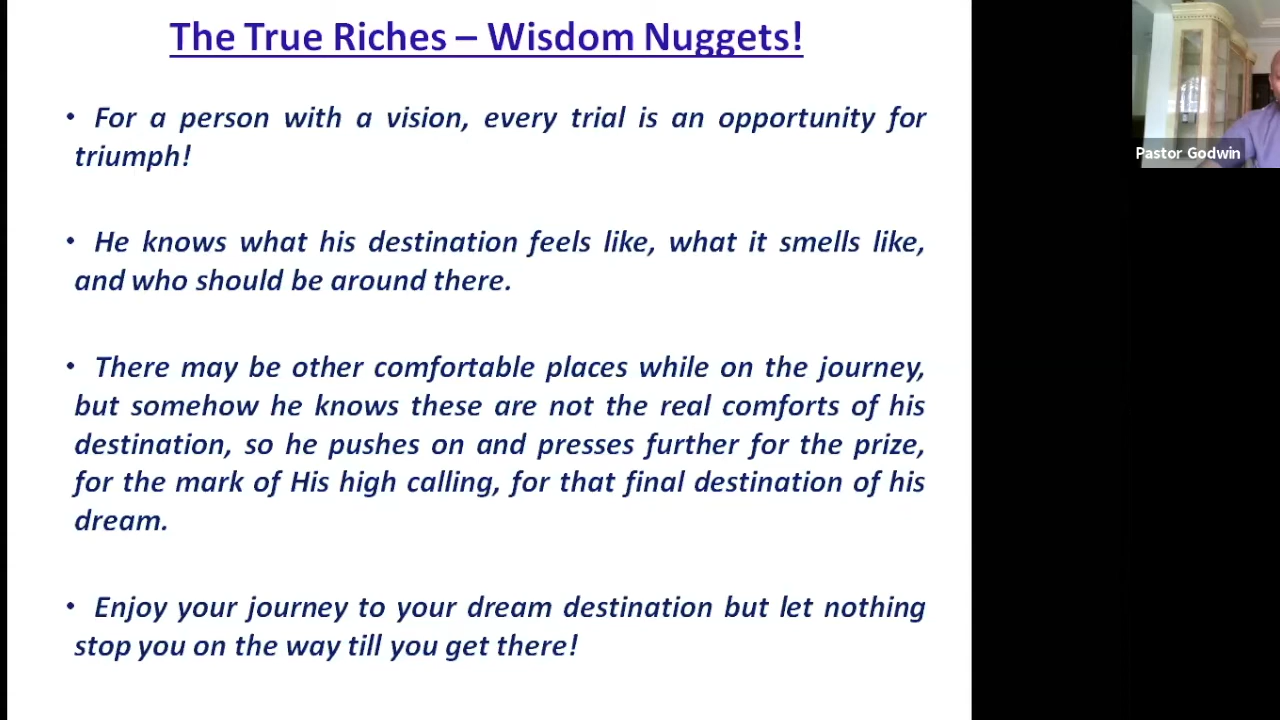 The True Riches – Wisdom Nuggets!
• For a person with a vision, every trial is an opportunity for
triumph!
• He knows what his destination feels like, what it smells like,
and who should be around there.
• There may be other comfortable places while on the journey,
but somehow he knows these are not the real comforts of his
destination, so he pushes on and presses further for the prize,
for the mark of His high calling, for that final destination of his
dream.
• Enjoy your journey to your dream destination but let nothing
stop you on the way till you get there!
Pastor Godwin